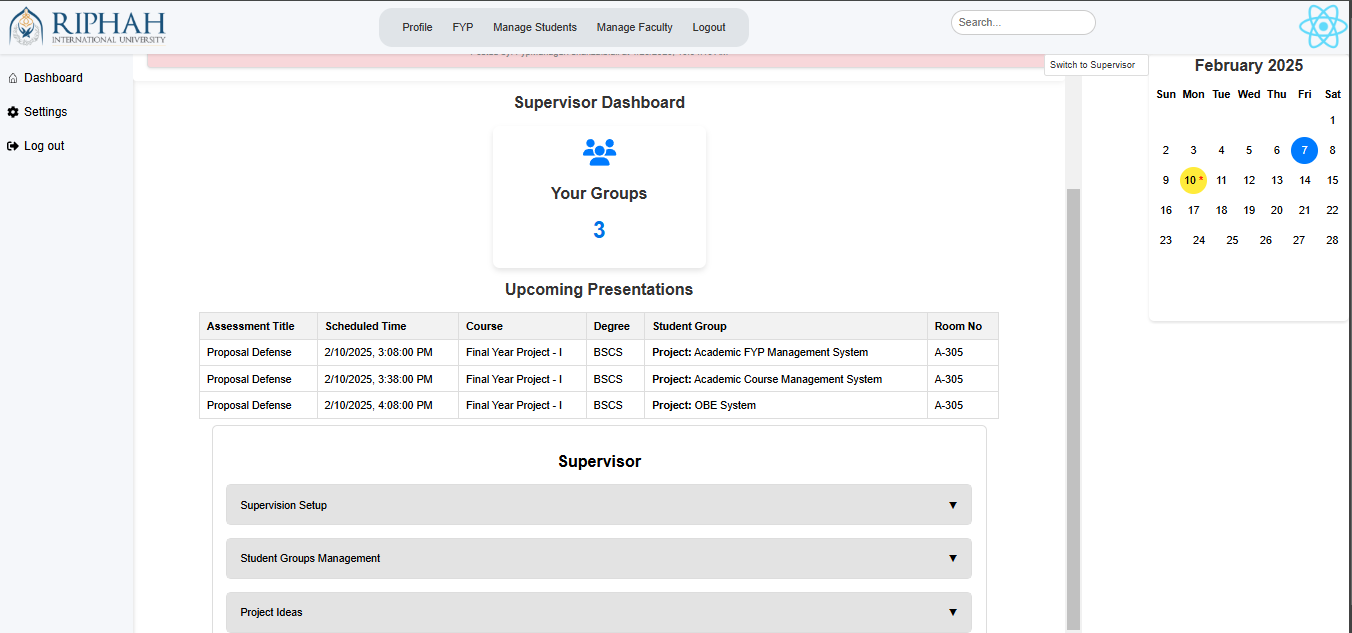 RIPHAH
INTERNATIONAL UNIVERSITY
Profile FYP Manage Students Manage Faculty Logout
Search...
Dashboard
Settings
Log out
Switch to Supervisor
Supervisor Dashboard
Your Groups
3
Upcoming Presentations
Assessment Title Scheduled Time Course Degree Student Group Room No
Proposal Defense 2/10/2025, 3:08:00 PM Final Year Project - I BSCS Project: Academic FYP Management System A-305
Proposal Defense 2/10/2025, 3:38:00 PM Final Year Project - I BSCS Project: Academic Course Management System A-305
Proposal Defense 2/10/2025, 4:08:00 PM Final Year Project - I BSCS Project: OBE System A-305
Supervisor
Supervision Setup ▼
Student Groups Management ▼
Project Ideas ▼
February 2025
Sun Mon Tue Wed Thu Fri Sat
1
2 3 4 5 6 7 8
9 10 * 11 12 13 14 15
16 17 18 19 20 21 22
23 24 25 26 27 28